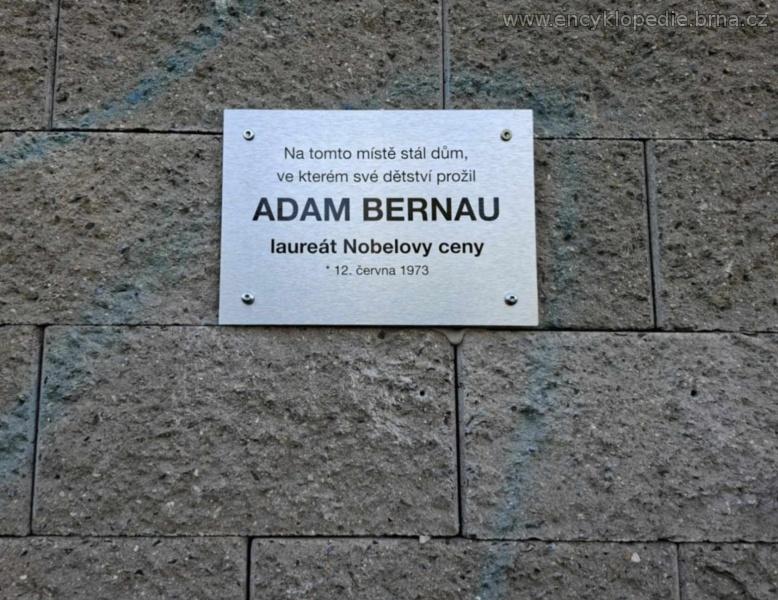 www.encyklopedie.brna.cz
Na tomto místě stál dům,
ve kterém své dětství prožil
ADAM BERNAU
laureát Nobelovy ceny
* 12. června 1973